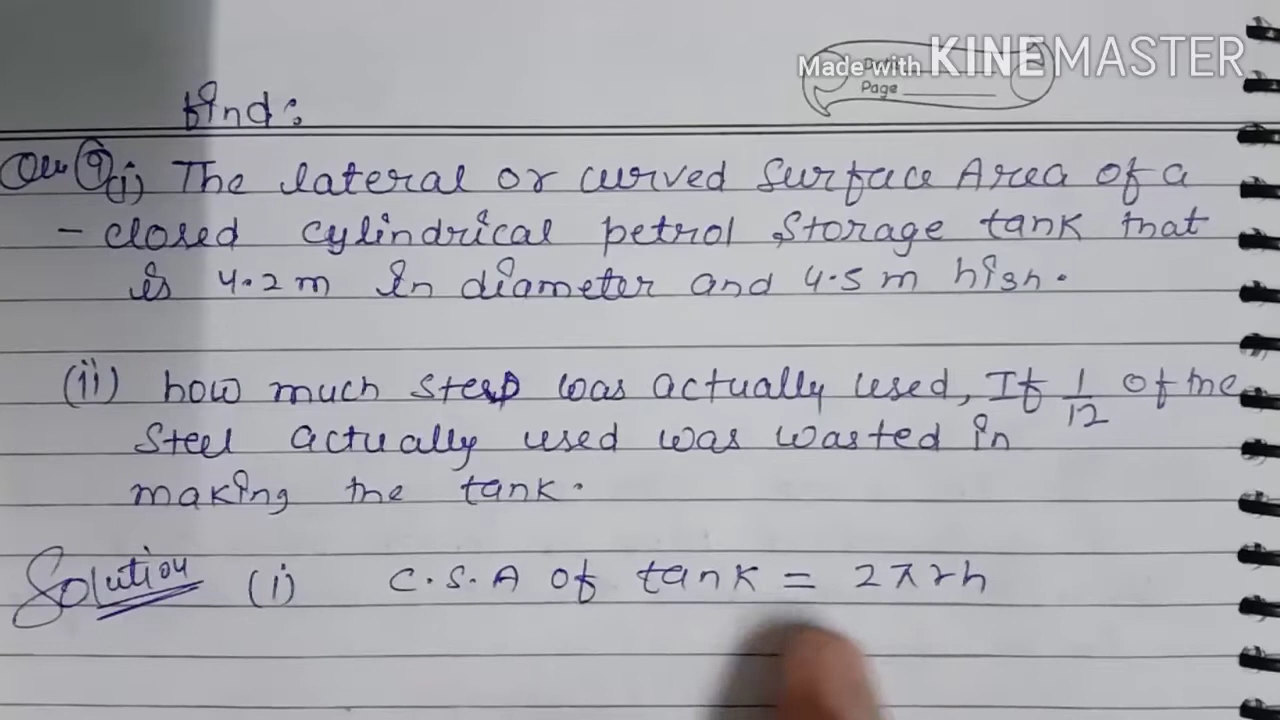 Made with KINEMASTER
Page
find:
Que (9) (i) The lateral or curved Surface Area of a
- closed cylindrical petrol storage tank that
is 4.2 m in diameter and 4.5 m high.
(ii) how much steel was actually used, If 1/12 of the
steel actually used was wasted in
making the tank.
Solution (i) C.S.A of tank = 2πrh